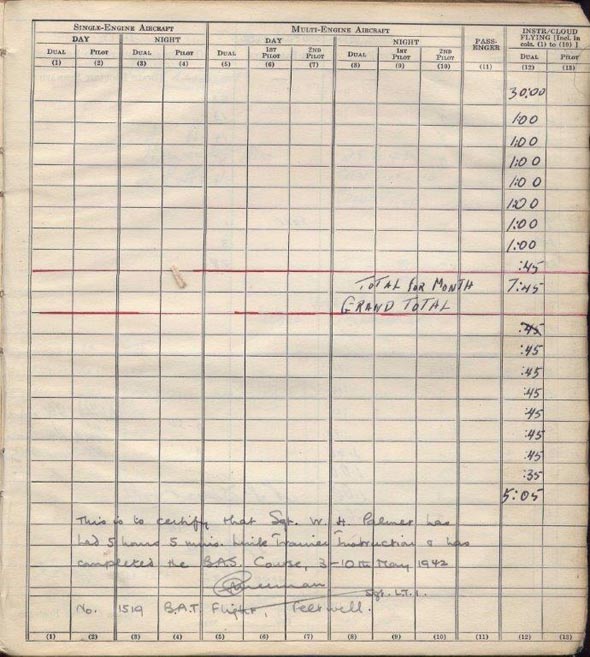 SINGLE-ENGINE AIRCRAFT MULTI-ENGINE AIRCRAFT PASS-ENGER INSTR/CLOUD FLYING [Incl. in cols. (1) to (10) ]
DAY NIGHT DAY NIGHT
DUAL PILOT DUAL PILOT DUAL 1ST PILOT 2ND PILOT DUAL 1ST PILOT 2ND PILOT DUAL PILOT
(1) (2) (3) (4) (5) (6) (7) (8) (9) (10) (11) (12) (13)
30:00
1:00
1:00
1:00
1:00
1:00
1:00
1:00
:45
TOTAL FOR MONTH 7:45
GRAND TOTAL
:45
:45
:45
:45
:45
:45
:45
:35
5:05
This is to certify that Sgt. W. H. Palmer has
had 5 hours 5 mins. Link Trainer Instruction & has
completed the B.A.S. Course, 3-10th May 1942
No. 1519 B.A.T. Flight, Feltwell.
(1) (2) (3) (4) (5) (6) (7) (8) (9) (10) (11) (12) (13)